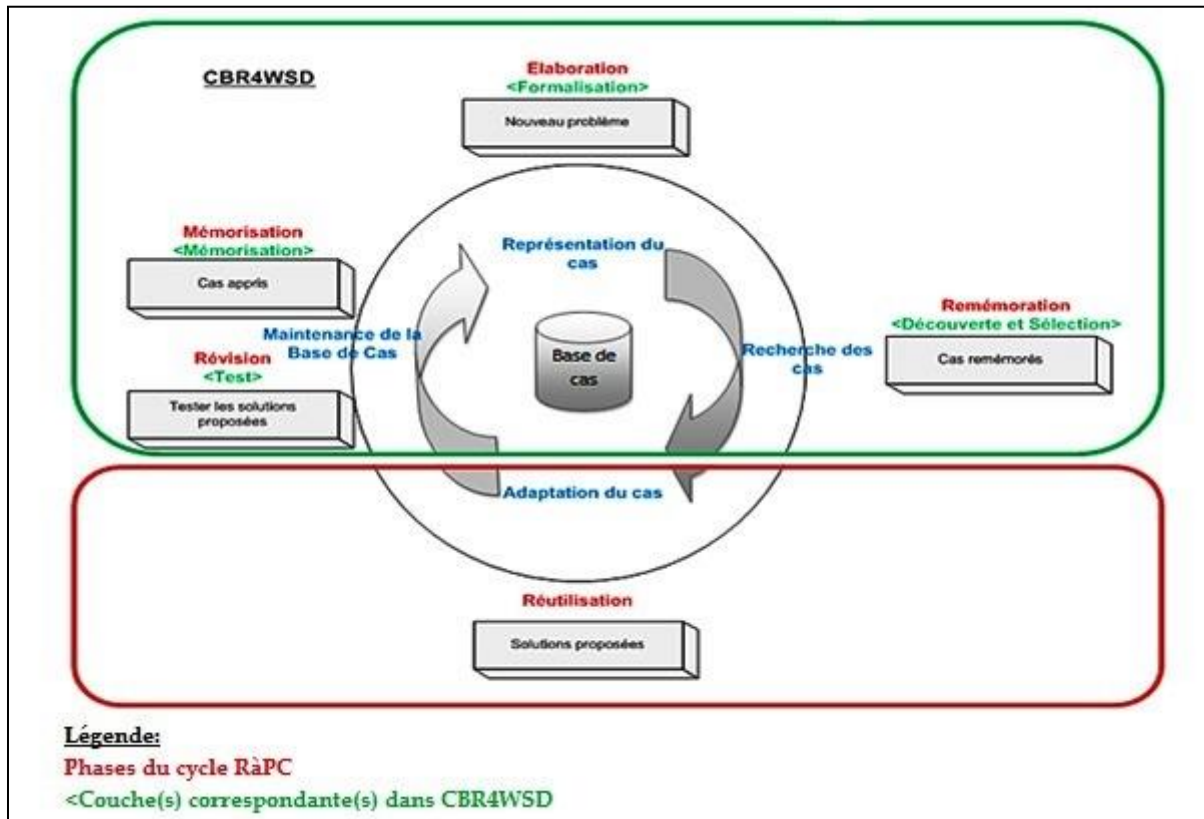 CBR4WSD
Elaboration
<Formalisation>
Nouveau problème
Mémorisation
<Mémorisation>
Cas appris
Représentation du
cas
Remémoration
<Découverte et Sélection>
Cas remémorés
Maintenance de la
Base de Cas
Révision
<Test>
Tester les solutions
proposées
Base de
cas
Recherche des
cas
Adaptation du cas
Réutilisation
Solutions proposées
Légende:
Phases du cycle RàPC
<Couche(s) correspondante(s) dans CBR4WSD